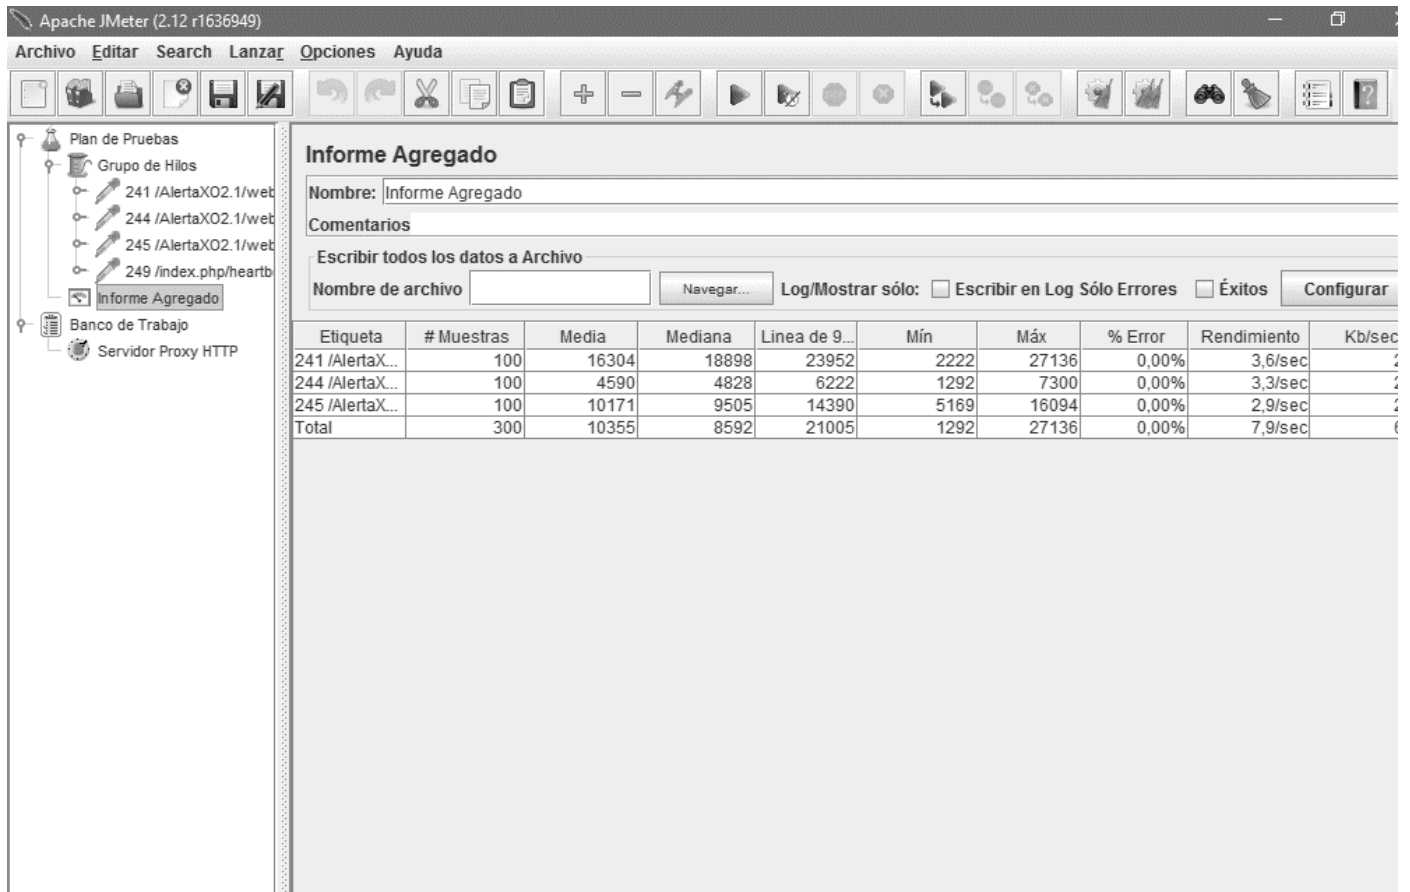 Apache JMeter (2.12 r1636949)
Archivo Editar Search Lanzar Opciones Ayuda
Plan de Pruebas
Grupo de Hilos
241 /AlertaXO2.1/web
244 /AlertaXO2.1/web
245 /AlertaXO2.1/web
249 /index.php/heartb
Informe Agregado
Banco de Trabajo
Servidor Proxy HTTP
Informe Agregado
Nombre: Informe Agregado
Comentarios
Escribir todos los datos a Archivo
Nombre de archivo Navegar... Log/Mostrar sólo: Escribir en Log Sólo Errores Éxitos Configurar
Etiqueta # Muestras Media Mediana Linea de 9... Mín Máx % Error Rendimiento Kb/sec
241 /AlertaX... 100 16304 18898 23952 2222 27136 0,00% 3,6/sec
244 /AlertaX... 100 4590 4828 6222 1292 7300 0,00% 3,3/sec
245 /AlertaX... 100 10171 9505 14390 5169 16094 0,00% 2,9/sec
Total 300 10355 8592 21005 1292 27136 0,00% 7,9/sec